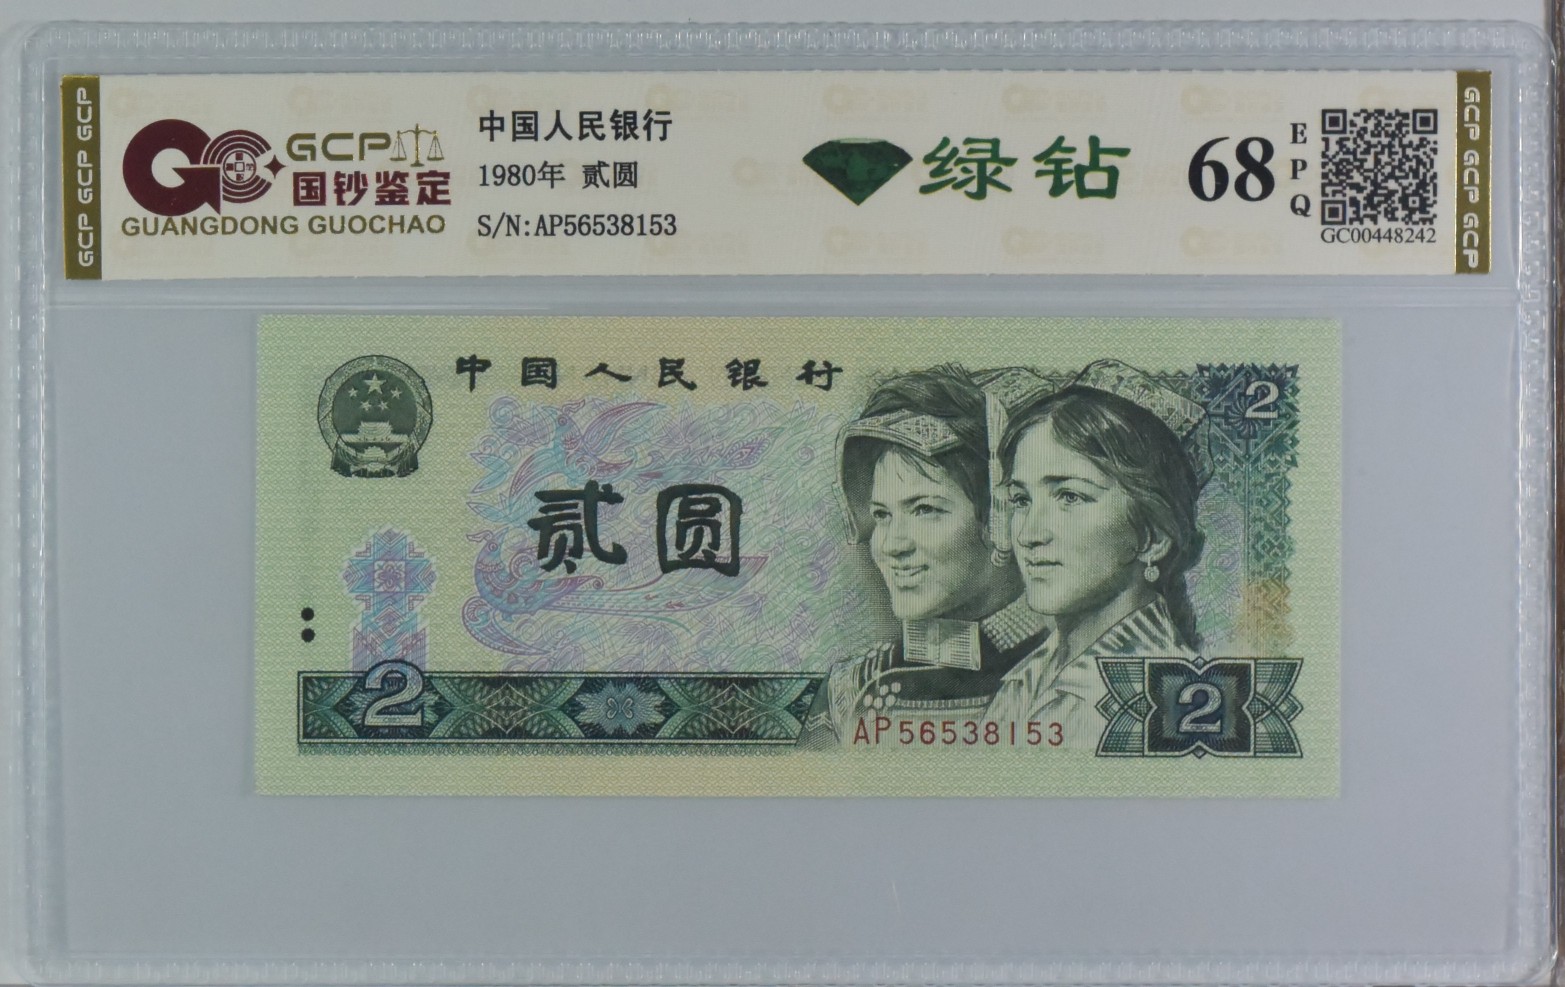 GCP GCP GCP
GCP
国钞鉴定
GUANGDONG GUOCHAO
中国人民银行
1980年 贰圆
S/N:AP56538153
绿钻
68
EPQ
GC00448242
GCP GCP GCP
中国人民银行
2
贰圆
2
AP56538153
2